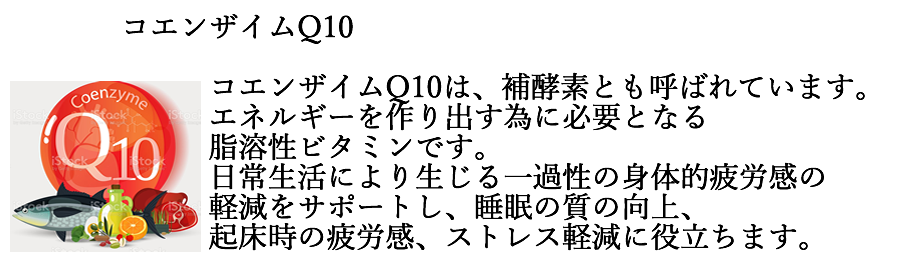 コエンザイムQ10
コエンザイムQ10は、補酵素とも呼ばれています。
エネルギーを作り出す為に必要となる
脂溶性ビタミンです。
日常生活により生じる一過性の身体的疲労感の
軽減をサポートし、睡眠の質の向上、
起床時の疲労感、ストレス軽減に役立ちます。
Coenzyme
Q10
iStock
iStock
iStock